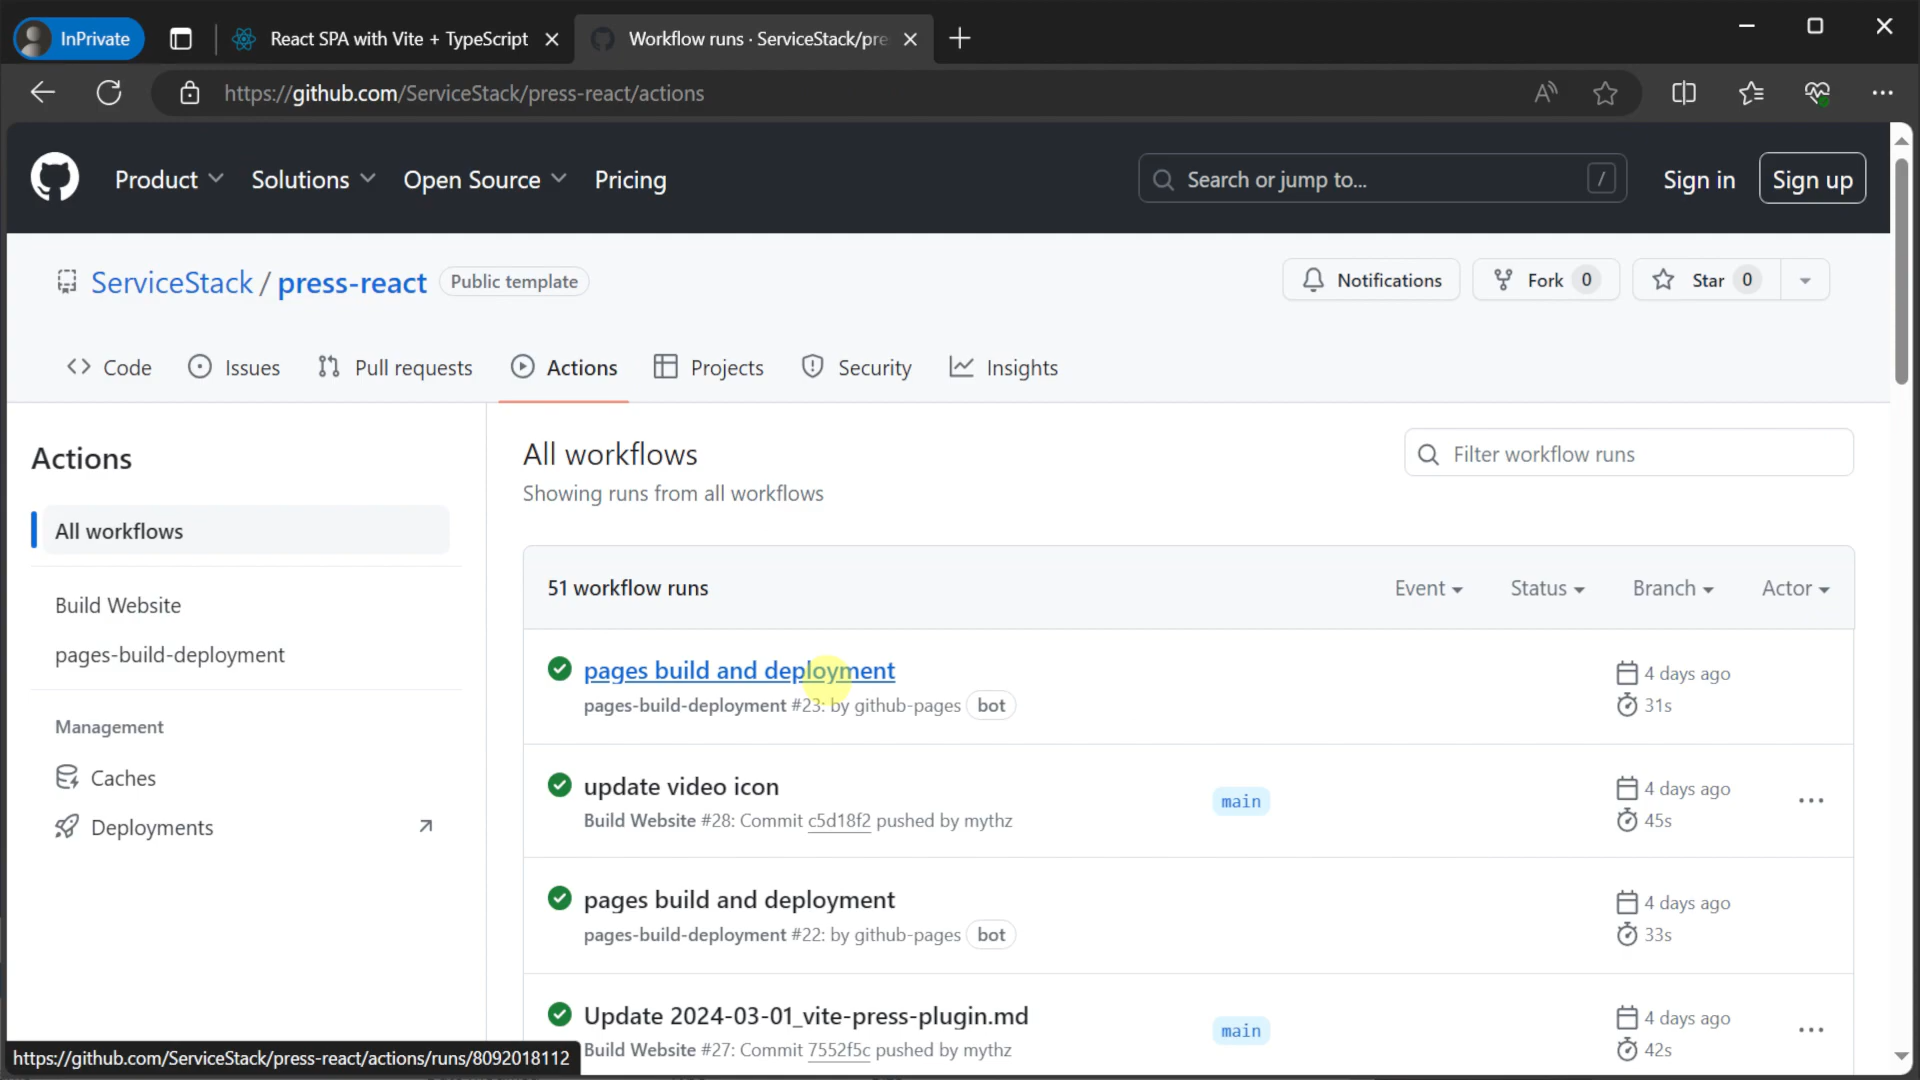 InPrivate
React SPA with Vite + TypeScript
Workflow runs · ServiceStack/pre
https://github.com/ServiceStack/press-react/actions
Product
Solutions
Open Source
Pricing
Search or jump to...
/
Sign in
Sign up
ServiceStack / press-react
Public template
Notifications
Fork 0
Star 0
Code
Issues
Pull requests
Actions
Projects
Security
Insights
Actions
All workflows
Build Website
pages-build-deployment
Management
Caches
Deployments
All workflows
Showing runs from all workflows
Filter workflow runs
51 workflow runs
Event
Status
Branch
Actor
pages build and deployment
pages-build-deployment #23: by github-pages bot
4 days ago
31s
update video icon
Build Website #28: Commit c5d18f2 pushed by mythz
main
4 days ago
45s
pages build and deployment
pages-build-deployment #22: by github-pages bot
4 days ago
33s
Update 2024-03-01_vite-press-plugin.md
Build Website #27: Commit 7552f5c pushed by mythz
main
4 days ago
42s
https://github.com/ServiceStack/press-react/actions/runs/8092018112